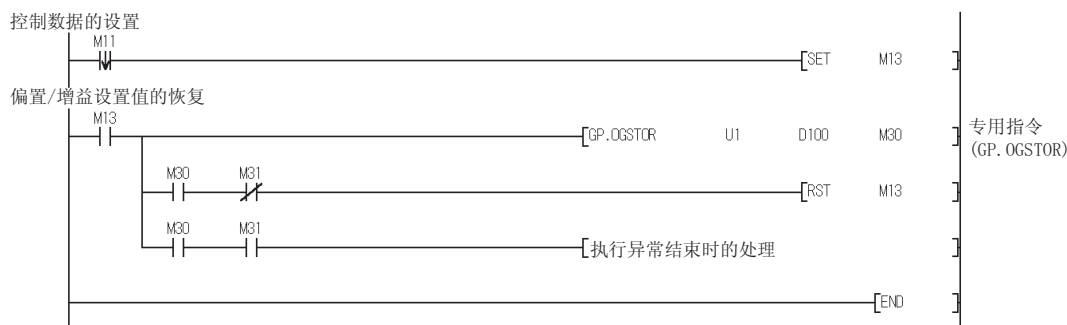 控制数据的设置
M11
SET M13
偏置/增益设置值的恢复
M13
GP.OGSTOR U1 D100 M30
专用指令
(GP.OGSTOR)
M30 M31
RST M13
M30 M31
执行异常结束时的处理
END